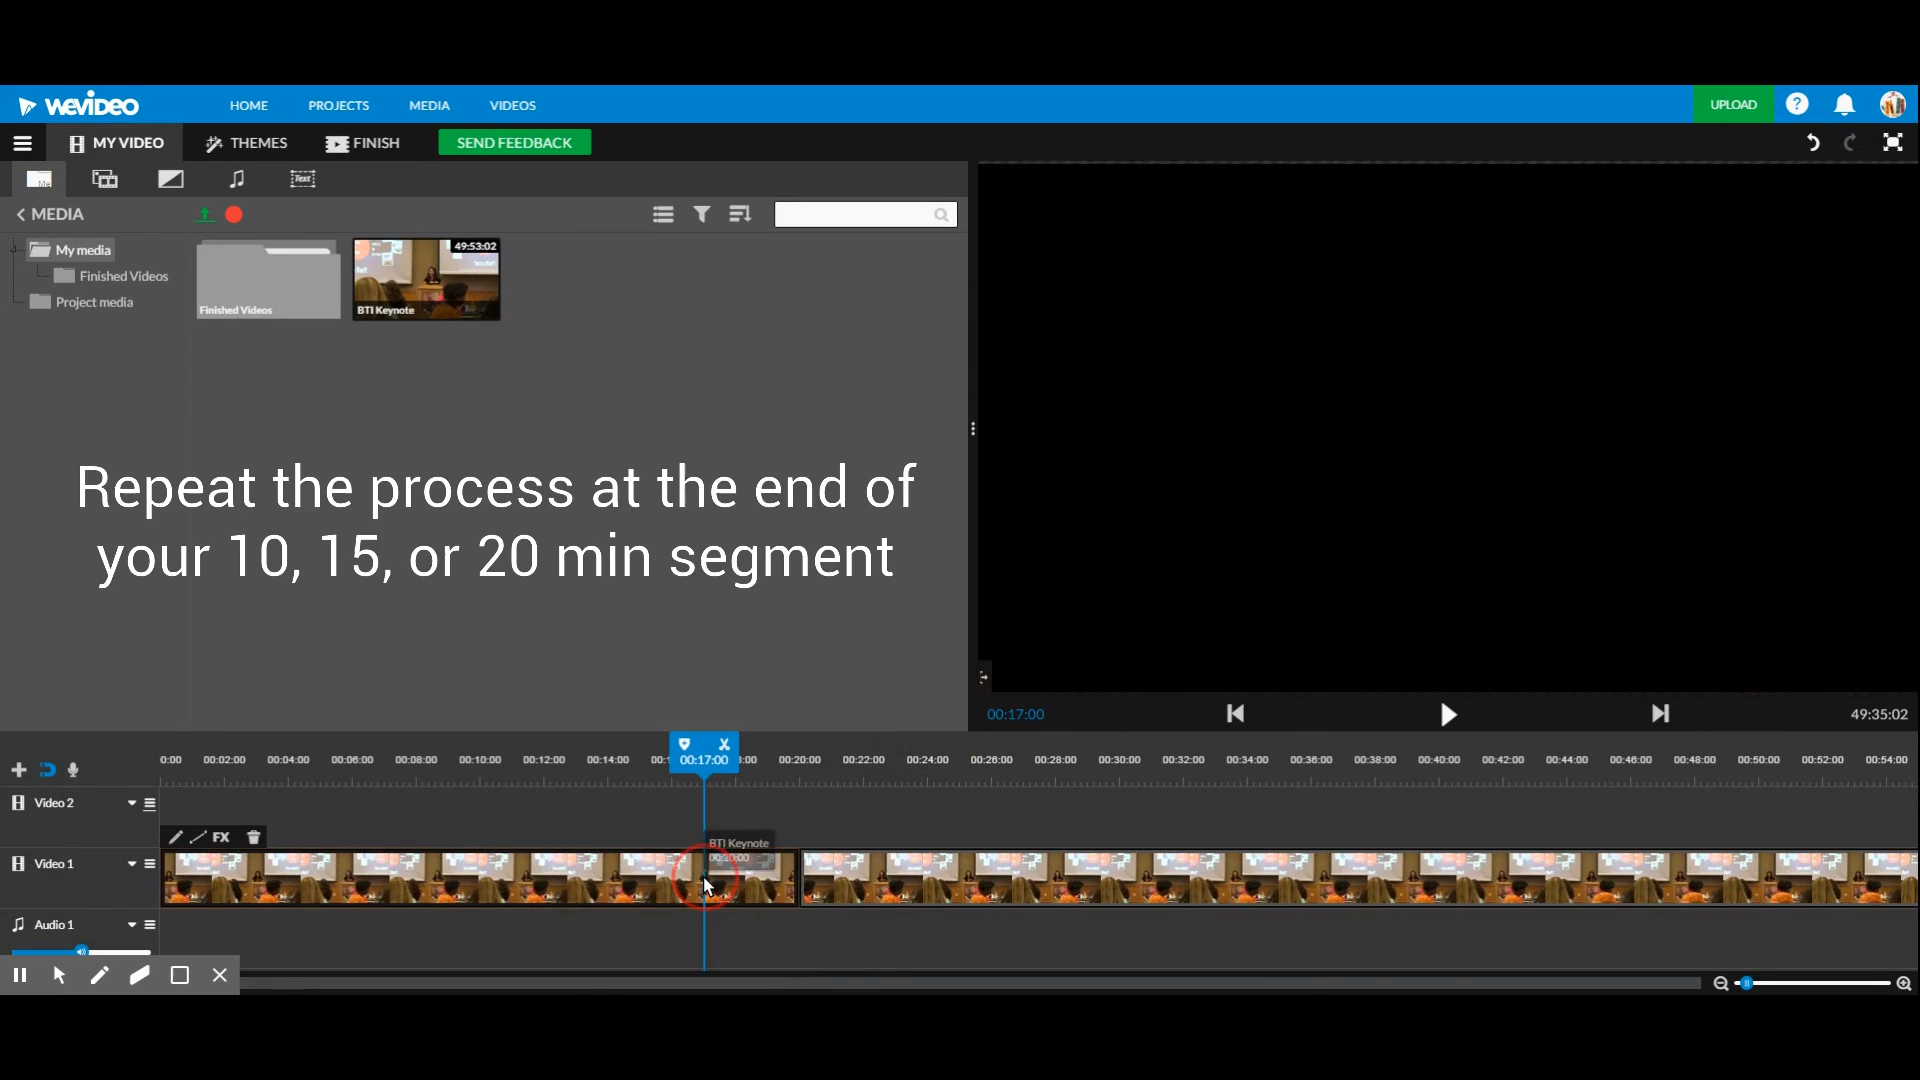 WEVIDEO
HOME PROJECTS MEDIA VIDEOS UPLOAD ?
MY VIDEO THEMES FINISH SEND FEEDBACK
Text
MEDIA
My media
Finished Videos
Project media
Finished Videos
49:53:02
BTI Keynote
Repeat the process at the end of
your 10, 15, or 20 min segment
00:17:00 49:35:02
0:00 00:02:00 00:04:00 00:06:00 00:08:00 00:10:00 00:12:00 00:14:00 00:17:00 00:20:00 00:22:00 00:24:00 00:26:00 00:28:00 00:30:00 00:32:00 00:34:00 00:36:00 00:38:00 00:40:00 00:42:00 00:44:00 00:46:00 00:48:00 00:50:00 00:52:00 00:54:00
Video 2
FX
BTI Keynote
00:20:00
Video 1
Audio 1